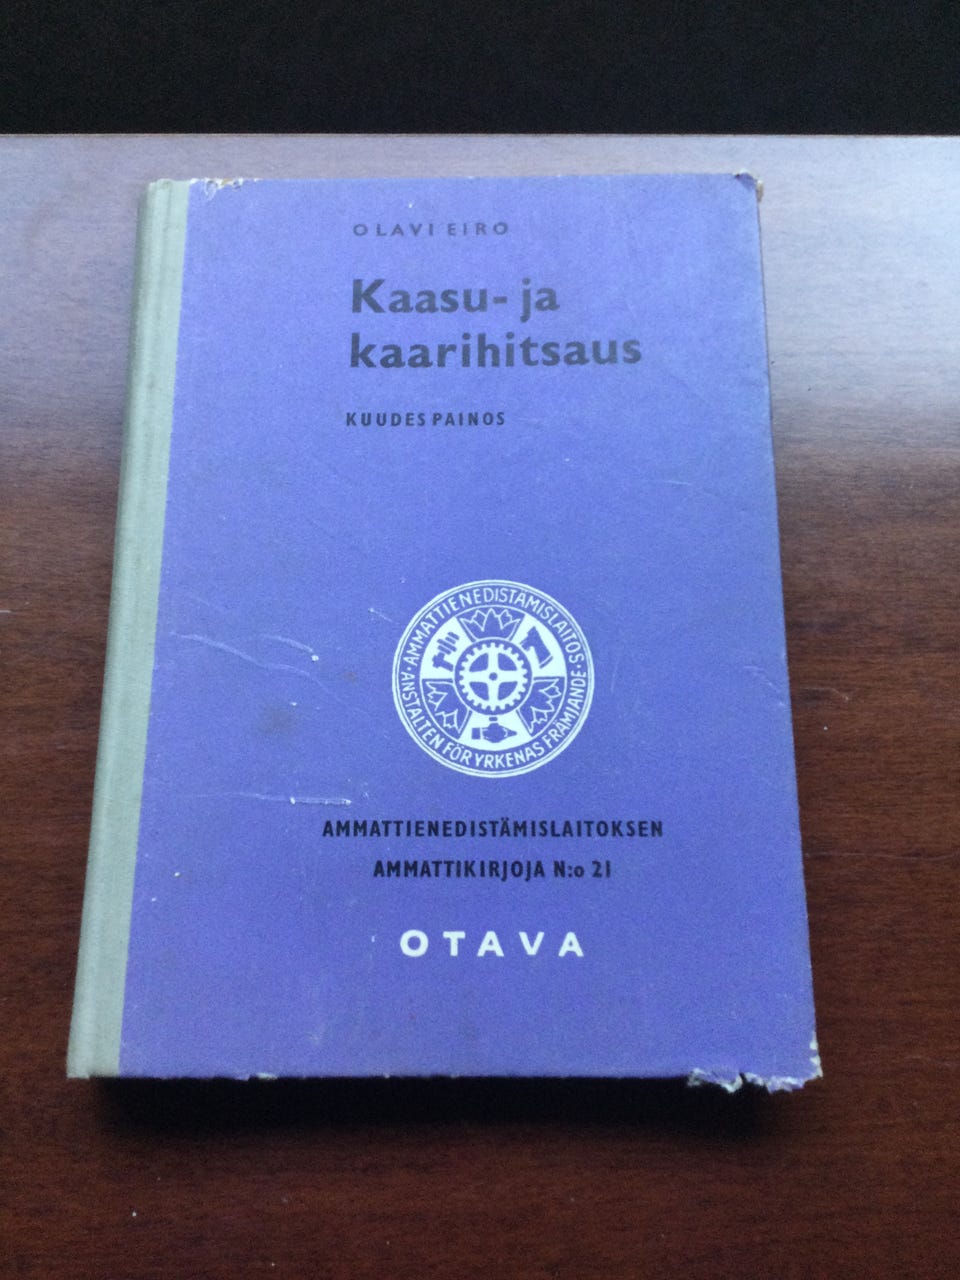 OLAVI EIRO
Kaasu- ja
kaarihitsaus
KUUDES PAINOS
·AMMATTIENEDISTÄMISLAITOS·
ANSTALTEN FÖR YRKENAS FRÄMJANDE
AMMATTIENEDISTÄMISLAITOKSEN
AMMATTIKIRJOJA N:o 21
OTAVA